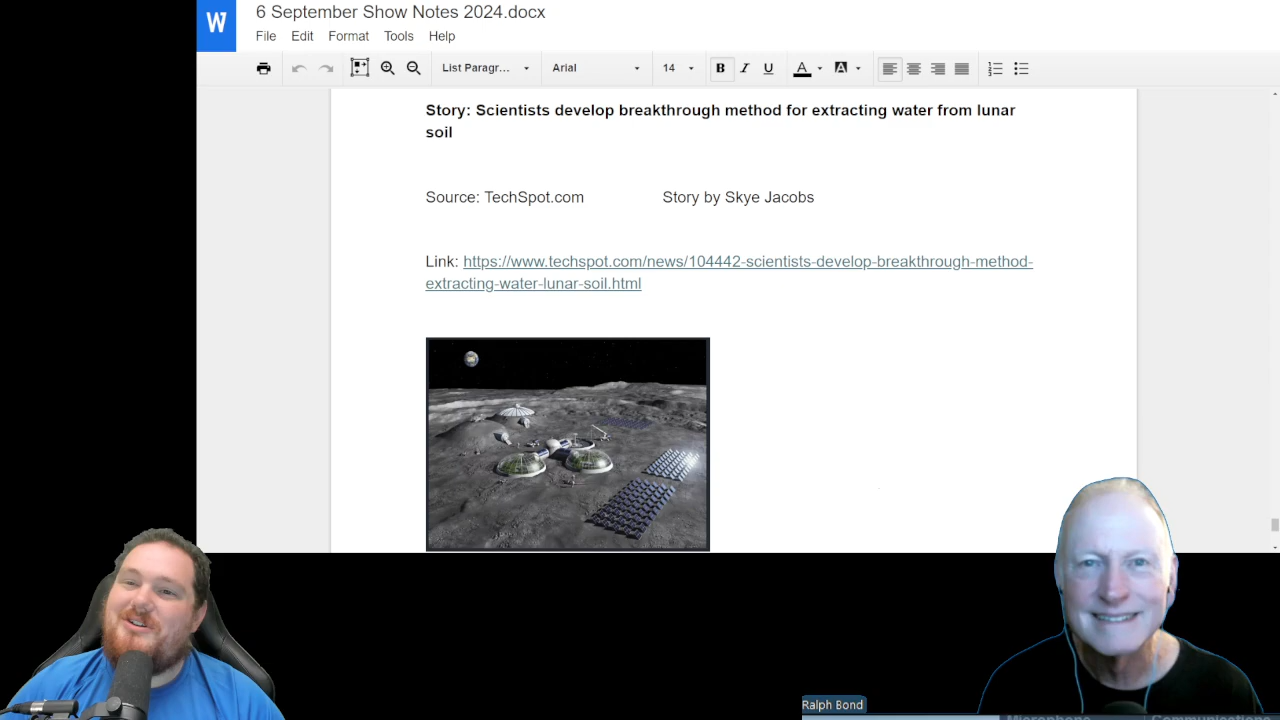 W
6 September Show Notes 2024.docx
File Edit Format Tools Help
List Paragr... Arial 14 B I U A A
Story: Scientists develop breakthrough method for extracting water from lunar
soil
Source: TechSpot.com Story by Skye Jacobs
Link: https://www.techspot.com/news/104442-scientists-develop-breakthrough-method-
extracting-water-lunar-soil.html
Ralph Bond